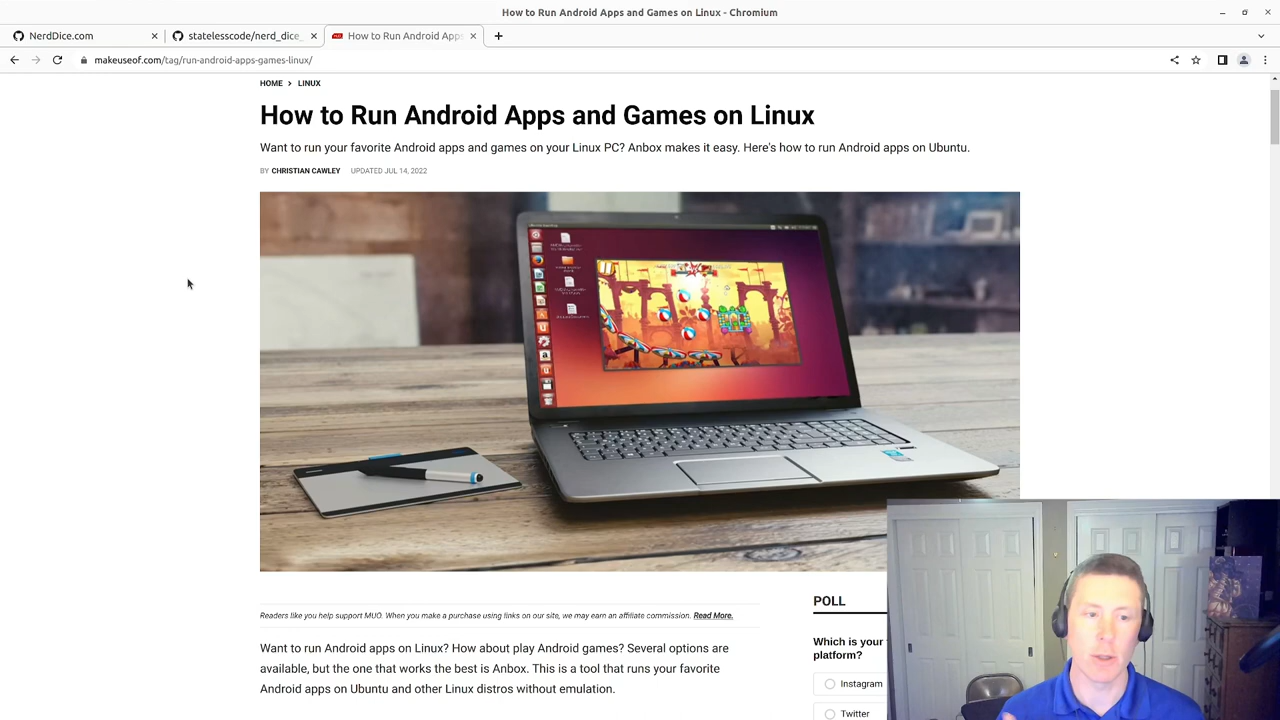 How to Run Android Apps and Games on Linux - Chromium
NerdDice.com
statelesscode/nerd_dice_
How to Run Android Apps
makeuseof.com/tag/run-android-apps-games-linux/
HOME > LINUX
How to Run Android Apps and Games on Linux
Want to run your favorite Android apps and games on your Linux PC? Anbox makes it easy. Here's how to run Android apps on Ubuntu.
BY CHRISTIAN CAWLEY UPDATED JUL 14, 2022
Readers like you help support MUO. When you make a purchase using links on our site, we may earn an affiliate commission. Read More.
Want to run Android apps on Linux? How about play Android games? Several options are
available, but the one that works the best is Anbox. This is a tool that runs your favorite
Android apps on Ubuntu and other Linux distros without emulation.
POLL
Which is your
platform?
Instagram
Twitter